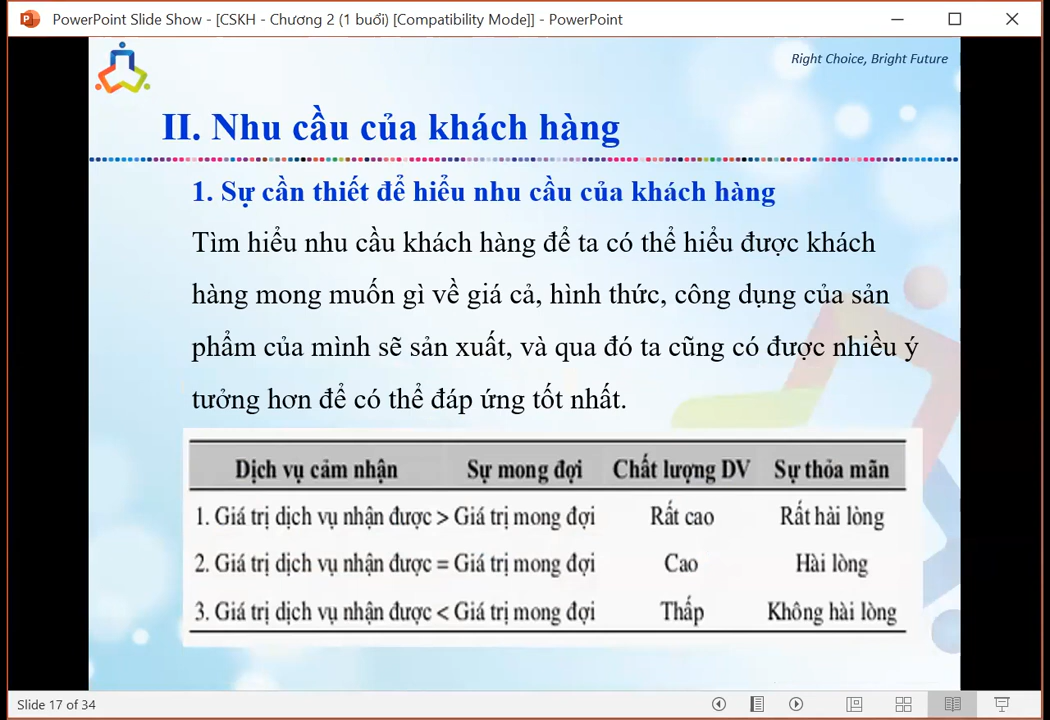 PowerPoint Slide Show - [CSKH - Chương 2 (1 buổi) [Compatibility Mode]] - PowerPoint
Right Choice, Bright Future
II. Nhu cầu của khách hàng
1. Sự cần thiết để hiểu nhu cầu của khách hàng
Tìm hiểu nhu cầu khách hàng để ta có thể hiểu được khách
hàng mong muốn gì về giá cả, hình thức, công dụng của sản
phẩm của mình sẽ sản xuất, và qua đó ta cũng có được nhiều ý
tưởng hơn để có thể đáp ứng tốt nhất.
Dịch vụ cảm nhận Sự mong đợi Chất lượng DV Sự thỏa mãn
1. Giá trị dịch vụ nhận được > Giá trị mong đợi Rất cao Rất hài lòng
2. Giá trị dịch vụ nhận được = Giá trị mong đợi Cao Hài lòng
3. Giá trị dịch vụ nhận được < Giá trị mong đợi Thấp Không hài lòng
Slide 17 of 34